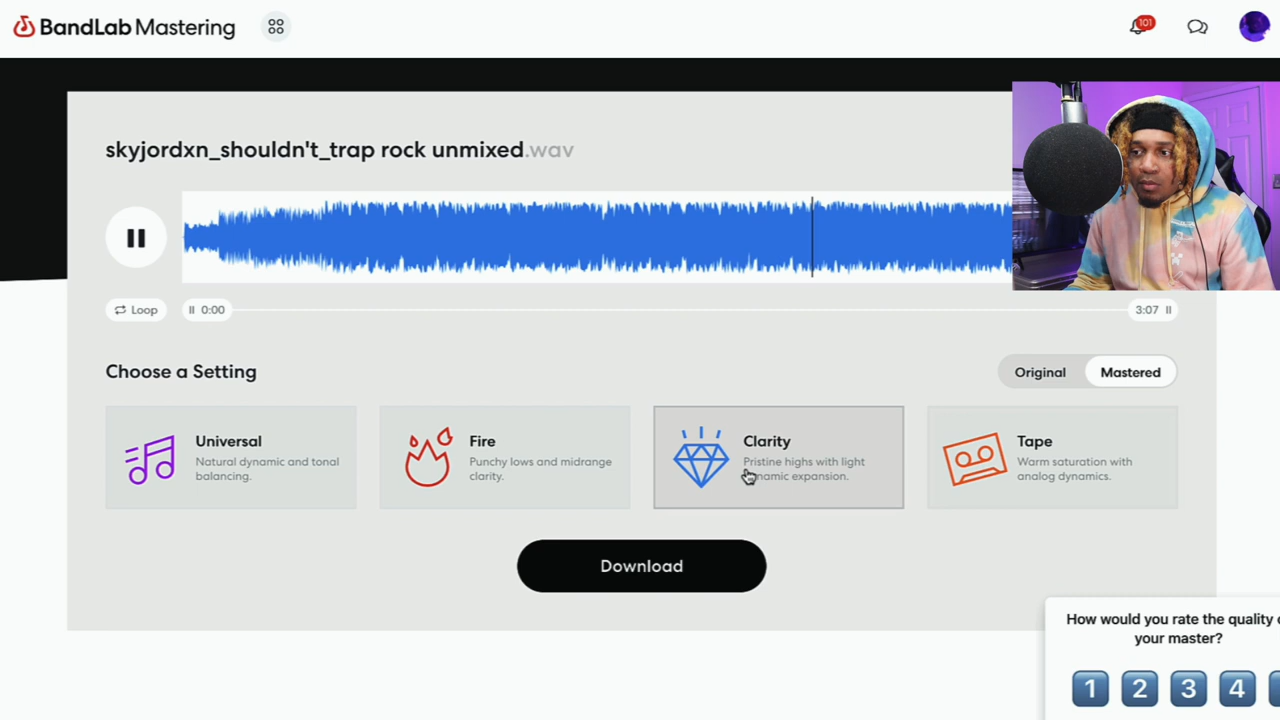 BandLab Mastering
101
skyjordxn_shouldn't_trap rock unmixed.wav
Loop
0:00
3:07
Choose a Setting
Original
Mastered
Universal
Natural dynamic and tonal
balancing.
Fire
Punchy lows and midrange
clarity.
Clarity
Pristine highs with light
dynamic expansion.
Tape
Warm saturation with
analog dynamics.
Download
How would you rate the quality
your master?
1 2 3 4